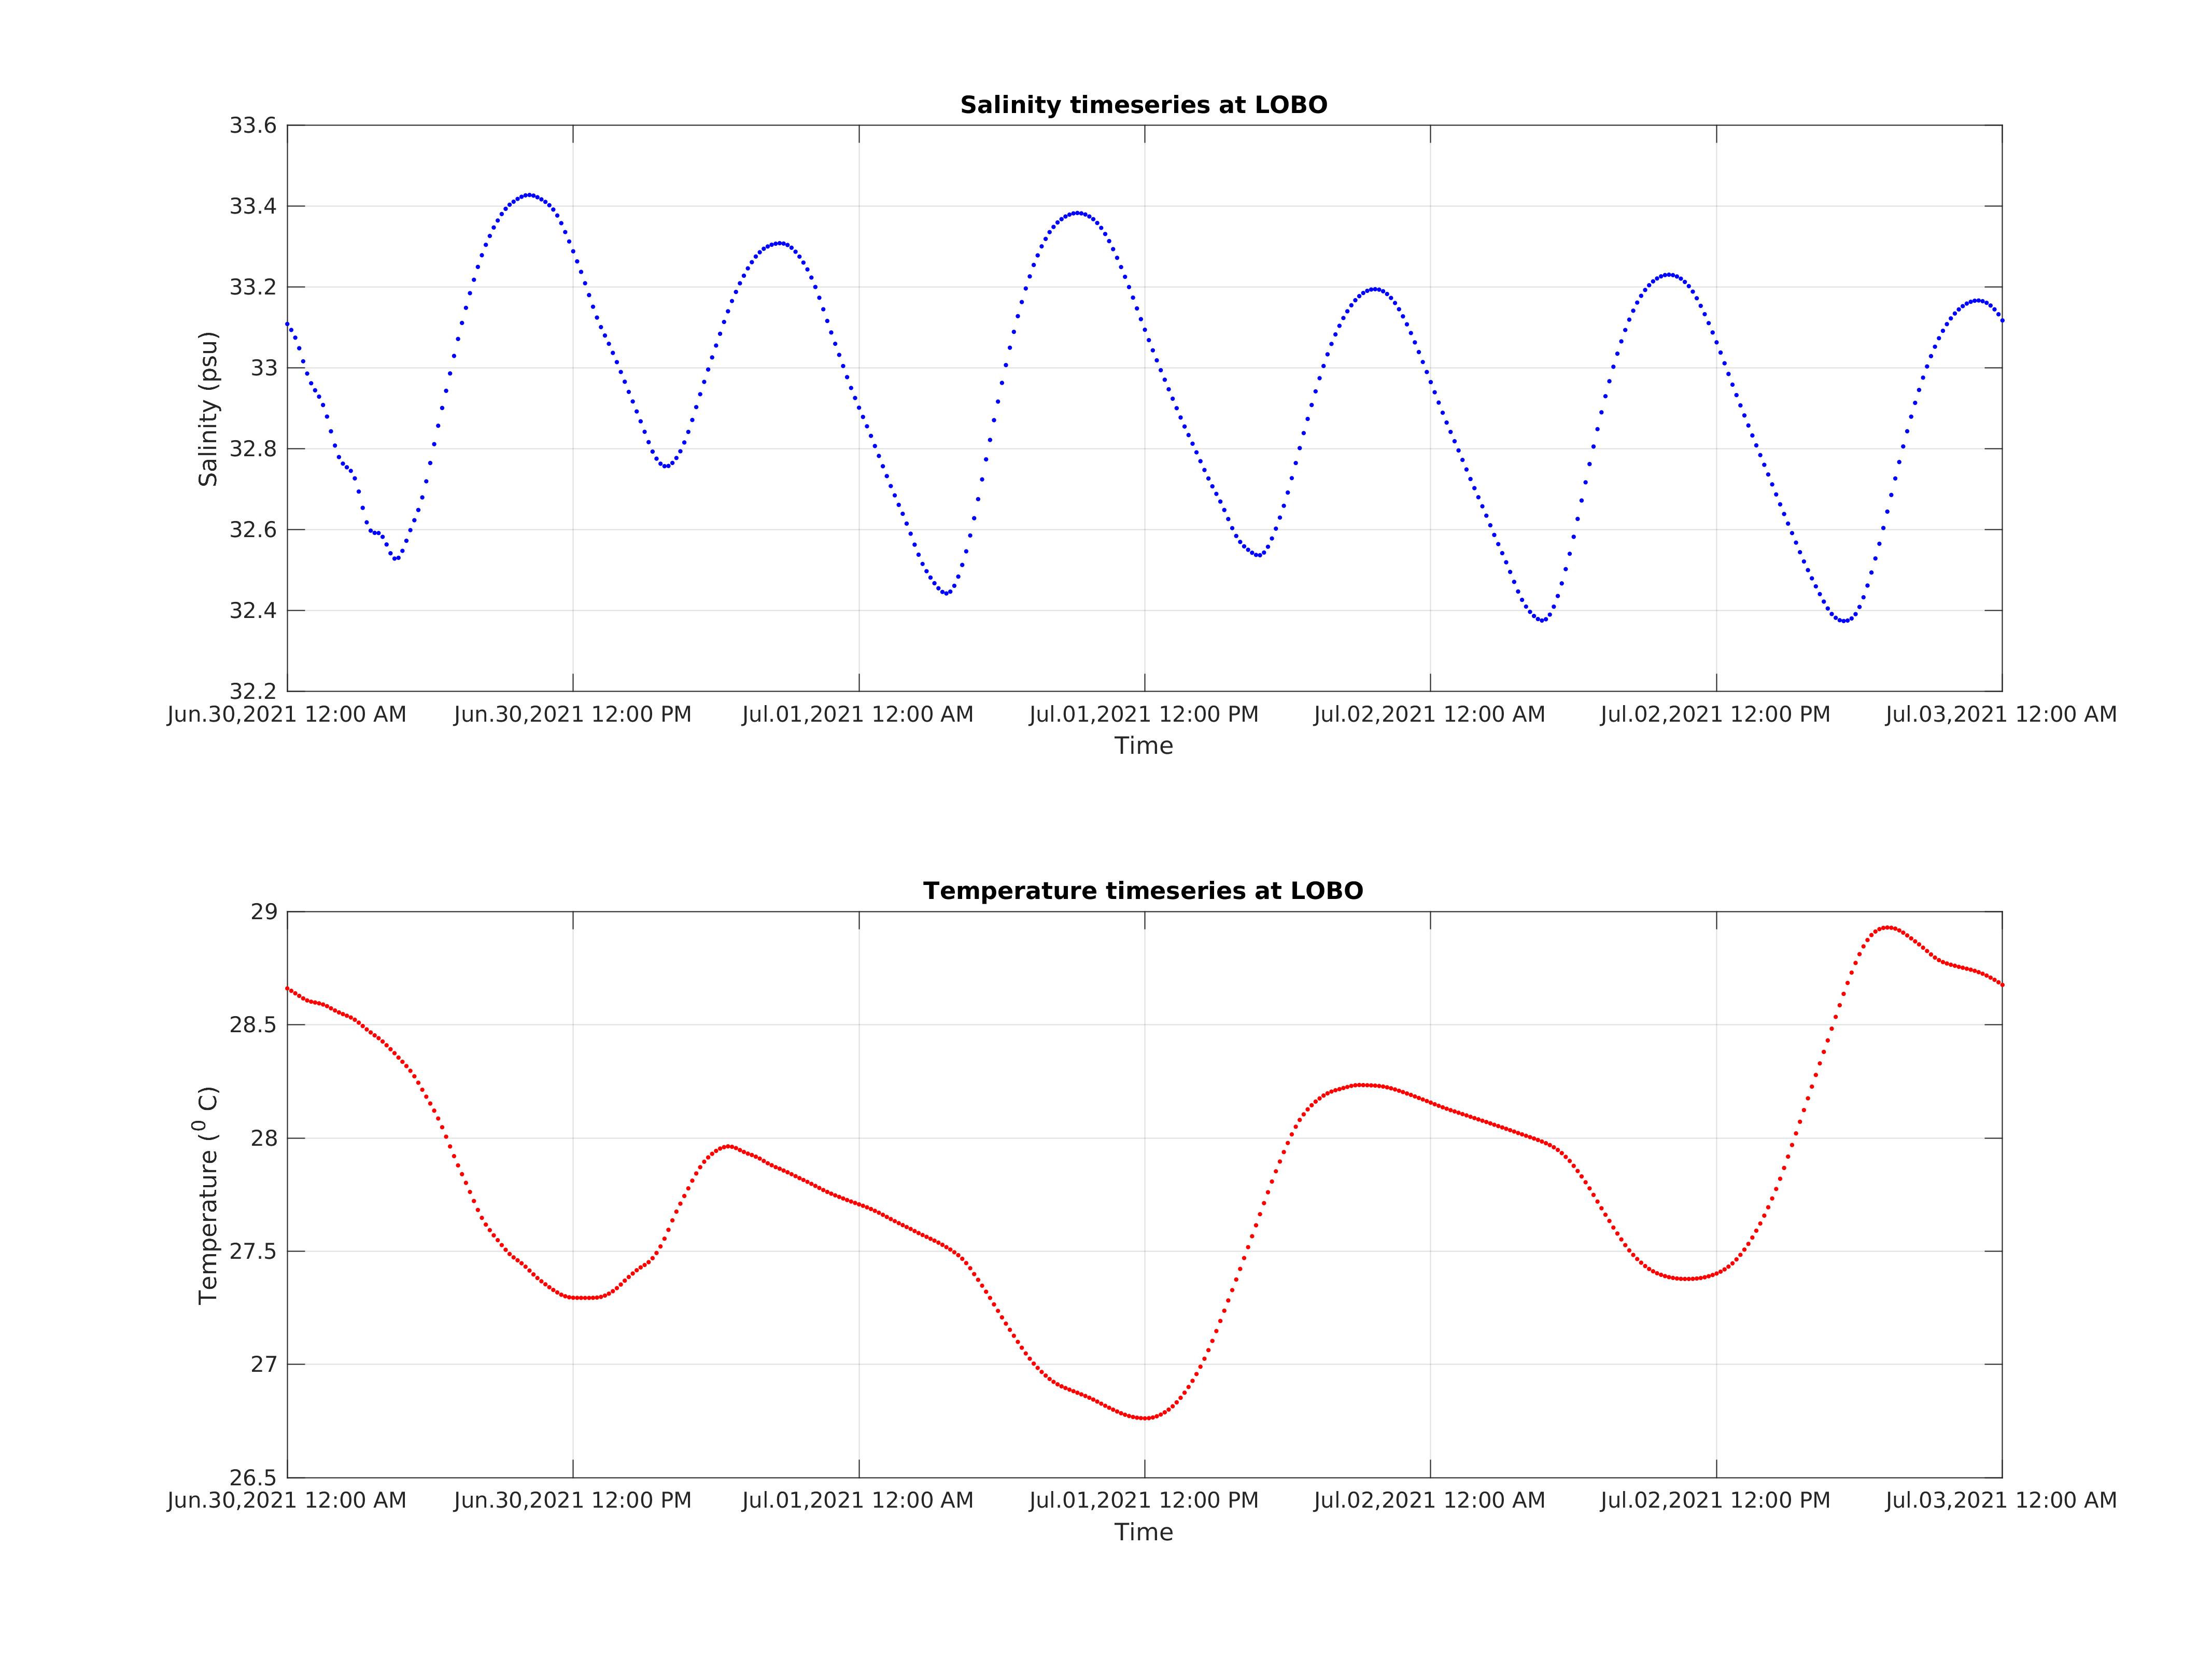 Salinity timeseries at LOBO
33.6
33.4
33.2
33
32.8
32.6
32.4
32.2
Salinity (psu)
Jun.30,2021 12:00 AM Jun.30,2021 12:00 PM Jul.01,2021 12:00 AM Jul.01,2021 12:00 PM Jul.02,2021 12:00 AM Jul.02,2021 12:00 PM Jul.03,2021 12:00 AM
Time
Temperature timeseries at LOBO
29
28.5
28
27.5
27
26.5
Temperature (⁰ C)
Jun.30,2021 12:00 AM Jun.30,2021 12:00 PM Jul.01,2021 12:00 AM Jul.01,2021 12:00 PM Jul.02,2021 12:00 AM Jul.02,2021 12:00 PM Jul.03,2021 12:00 AM
Time